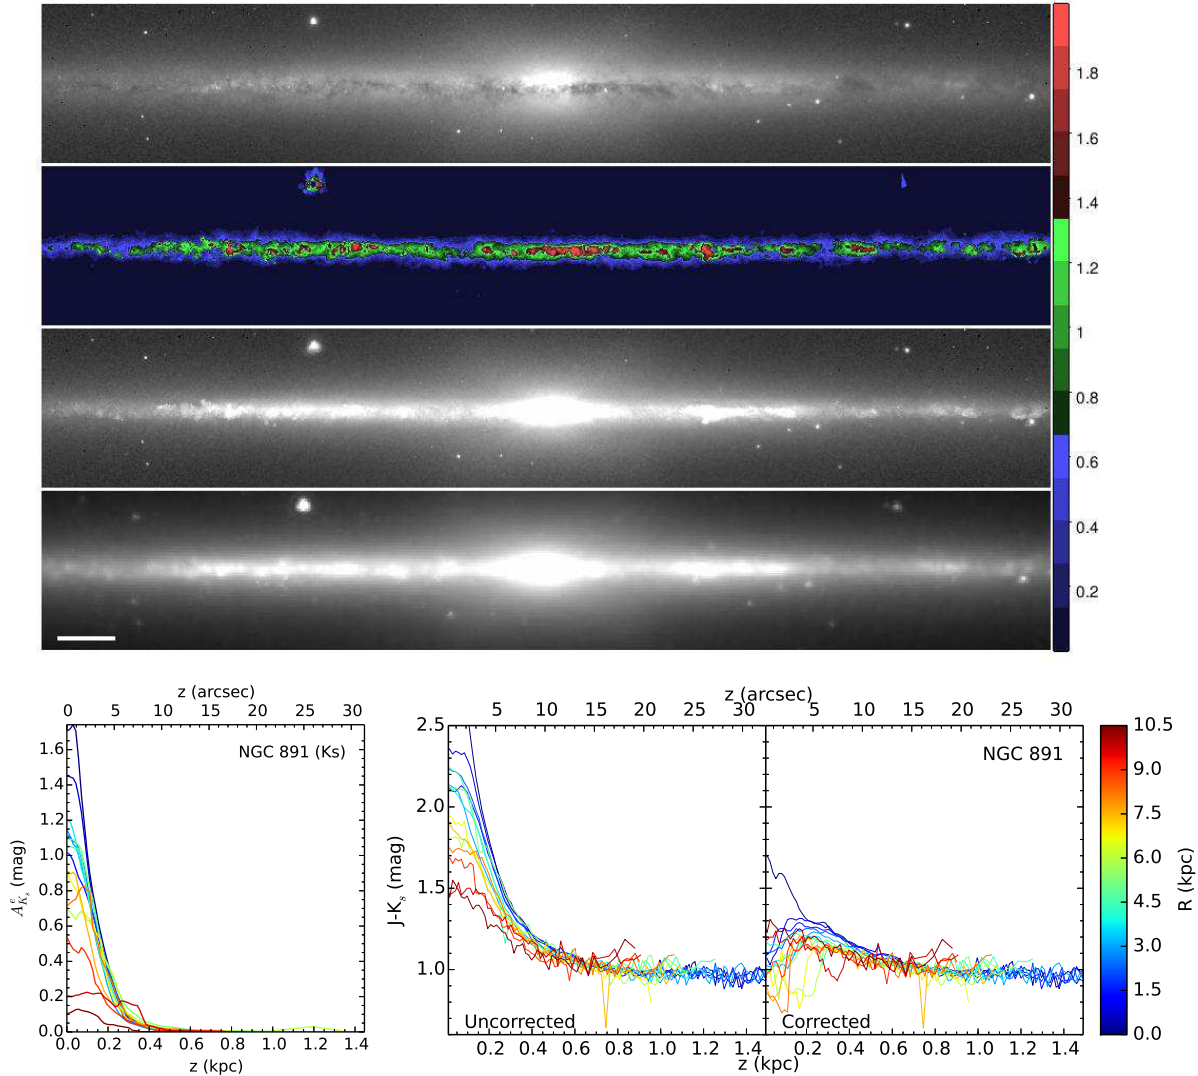 1.8
1.6
1.4
1.2
1
0.8
0.6
0.4
0.2
z (arcsec)
0 5 10 15 20 25 30
NGC 891 (Ks)
1.6
1.4
1.2
1.0
0.8
0.6
0.4
0.2
0.0
A^e_{K_s} (mag)
0.0 0.2 0.4 0.6 0.8 1.0 1.2 1.4
z (kpc)
z (arcsec)
5 10 15 20 25 30 5 10 15 20 25 30
2.5
2.0
1.5
1.0
J-K_s (mag)
NGC 891
Uncorrected
Corrected
0.2 0.4 0.6 0.8 1.0 1.2 1.4 0.2 0.4 0.6 0.8 1.0 1.2 1.4
z (kpc)
10.5
9.0
7.5
6.0
4.5
3.0
1.5
0.0
R (kpc)